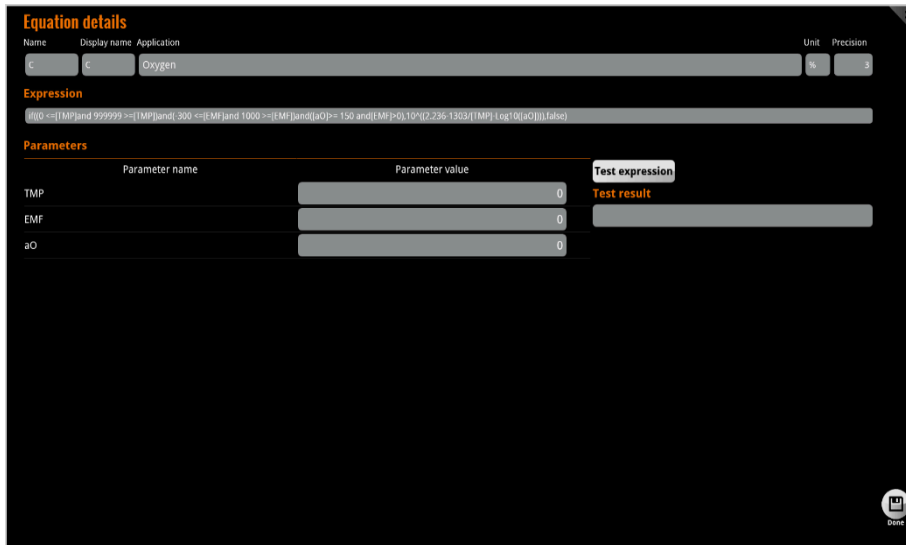 Equation details
Name Display name Application Unit Precision
C C Oxygen % 3
Expression
if((0 <=[TMP]and 999999 >=[TMP])and(-300 <=[EMF]and 1000 >=[EMF])and([aO]>= 150 and[EMF]>0),10^((2.236-1303/[TMP]-Log10([aO]))),false)
Parameters
Parameter name Parameter value Test expression
TMP 0 Test result
EMF 0
aO 0
Done